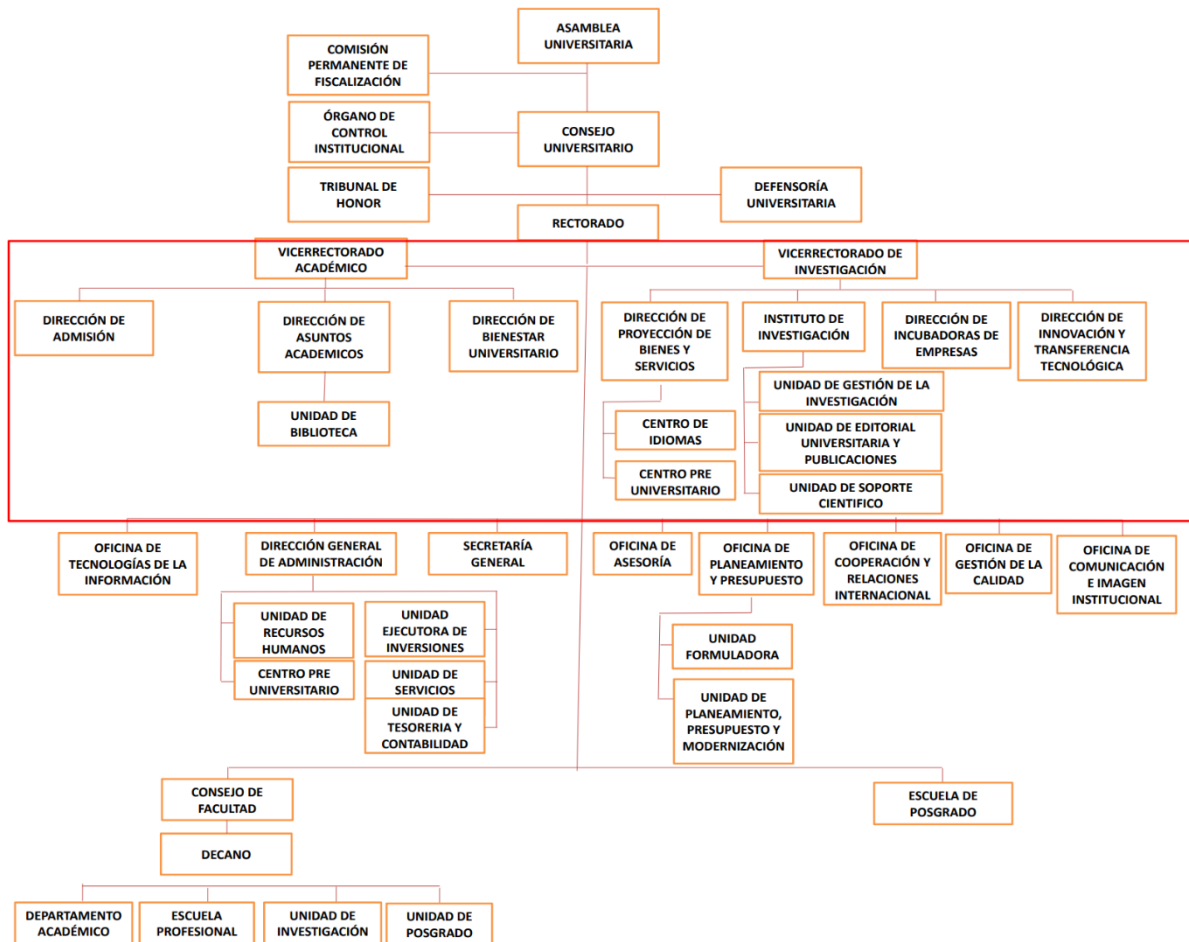 ASAMBLEA
UNIVERSITARIA
COMISIÓN
PERMANENTE DE
FISCALIZACIÓN
ÓRGANO DE
CONTROL
INSTITUCIONAL
CONSEJO
UNIVERSITARIO
TRIBUNAL DE
HONOR
DEFENSORÍA
UNIVERSITARIA
RECTORADO
VICERRECTORADO
ACADÉMICO
VICERRECTORADO DE
INVESTIGACIÓN
DIRECCIÓN DE
ADMISIÓN
DIRECCIÓN DE
ASUNTOS
ACADEMICOS
DIRECCIÓN DE
BIENESTAR
UNIVERSITARIO
DIRECCIÓN DE
PROYECCIÓN DE
BIENES Y
SERVICIOS
INSTITUTO DE
INVESTIGACIÓN
DIRECCIÓN DE
INCUBADORAS DE
EMPRESAS
DIRECCIÓN DE
INNOVACIÓN Y
TRANSFERENCIA
TECNOLÓGICA
UNIDAD DE
BIBLIOTECA
CENTRO DE
IDIOMAS
CENTRO PRE
UNIVERSITARIO
UNIDAD DE GESTIÓN DE LA
INVESTIGACIÓN
UNIDAD DE EDITORIAL
UNIVERSITARIA Y
PUBLICACIONES
UNIDAD DE SOPORTE
CIENTIFICO
OFICINA DE
TECNOLOGÍAS DE LA
INFORMACIÓN
DIRECCIÓN GENERAL
DE ADMINISTRACIÓN
SECRETARÍA
GENERAL
OFICINA DE
ASESORÍA
OFICINA DE
PLANEAMIENTO
Y PRESUPUESTO
OFICINA DE
COOPERACIÓN Y
RELACIONES
INTERNACIONAL
OFICINA DE
GESTIÓN DE LA
CALIDAD
OFICINA DE
COMUNICACIÓN
E IMAGEN
INSTITUCIONAL
UNIDAD DE
RECURSOS
HUMANOS
CENTRO PRE
UNIVERSITARIO
UNIDAD
EJECUTORA DE
INVERSIONES
UNIDAD DE
SERVICIOS
UNIDAD DE
TESORERIA Y
CONTABILIDAD
UNIDAD
FORMULADORA
UNIDAD DE
PLANEAMIENTO,
PRESUPUESTO Y
MODERNIZACIÓN
CONSEJO DE
FACULTAD
ESCUELA DE
POSGRADO
DECANO
DEPARTAMENTO
ACADÉMICO
ESCUELA
PROFESIONAL
UNIDAD DE
INVESTIGACIÓN
UNIDAD DE
POSGRADO